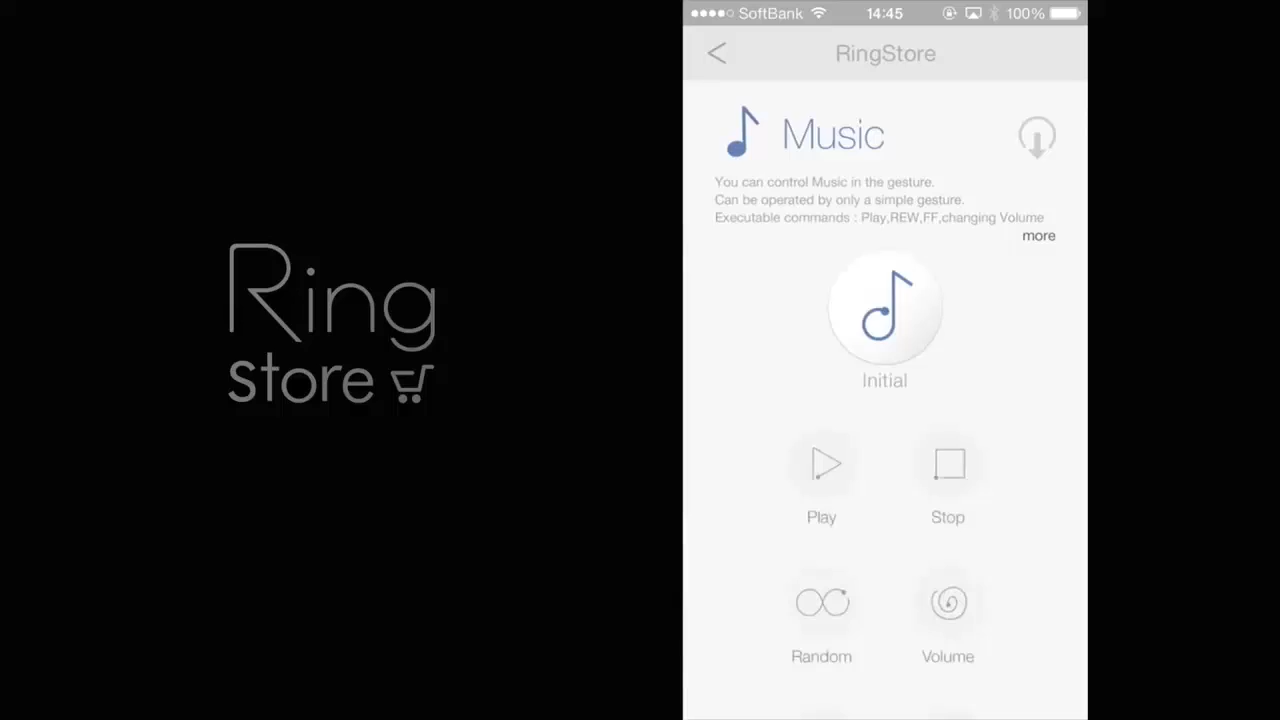 Ring
store
SoftBank 14:45 100%
RingStore
Music
You can control Music in the gesture.
Can be operated by only a simple gesture.
Executable commands : Play,REW,FF,changing Volume
more
Initial
Play Stop
Random Volume